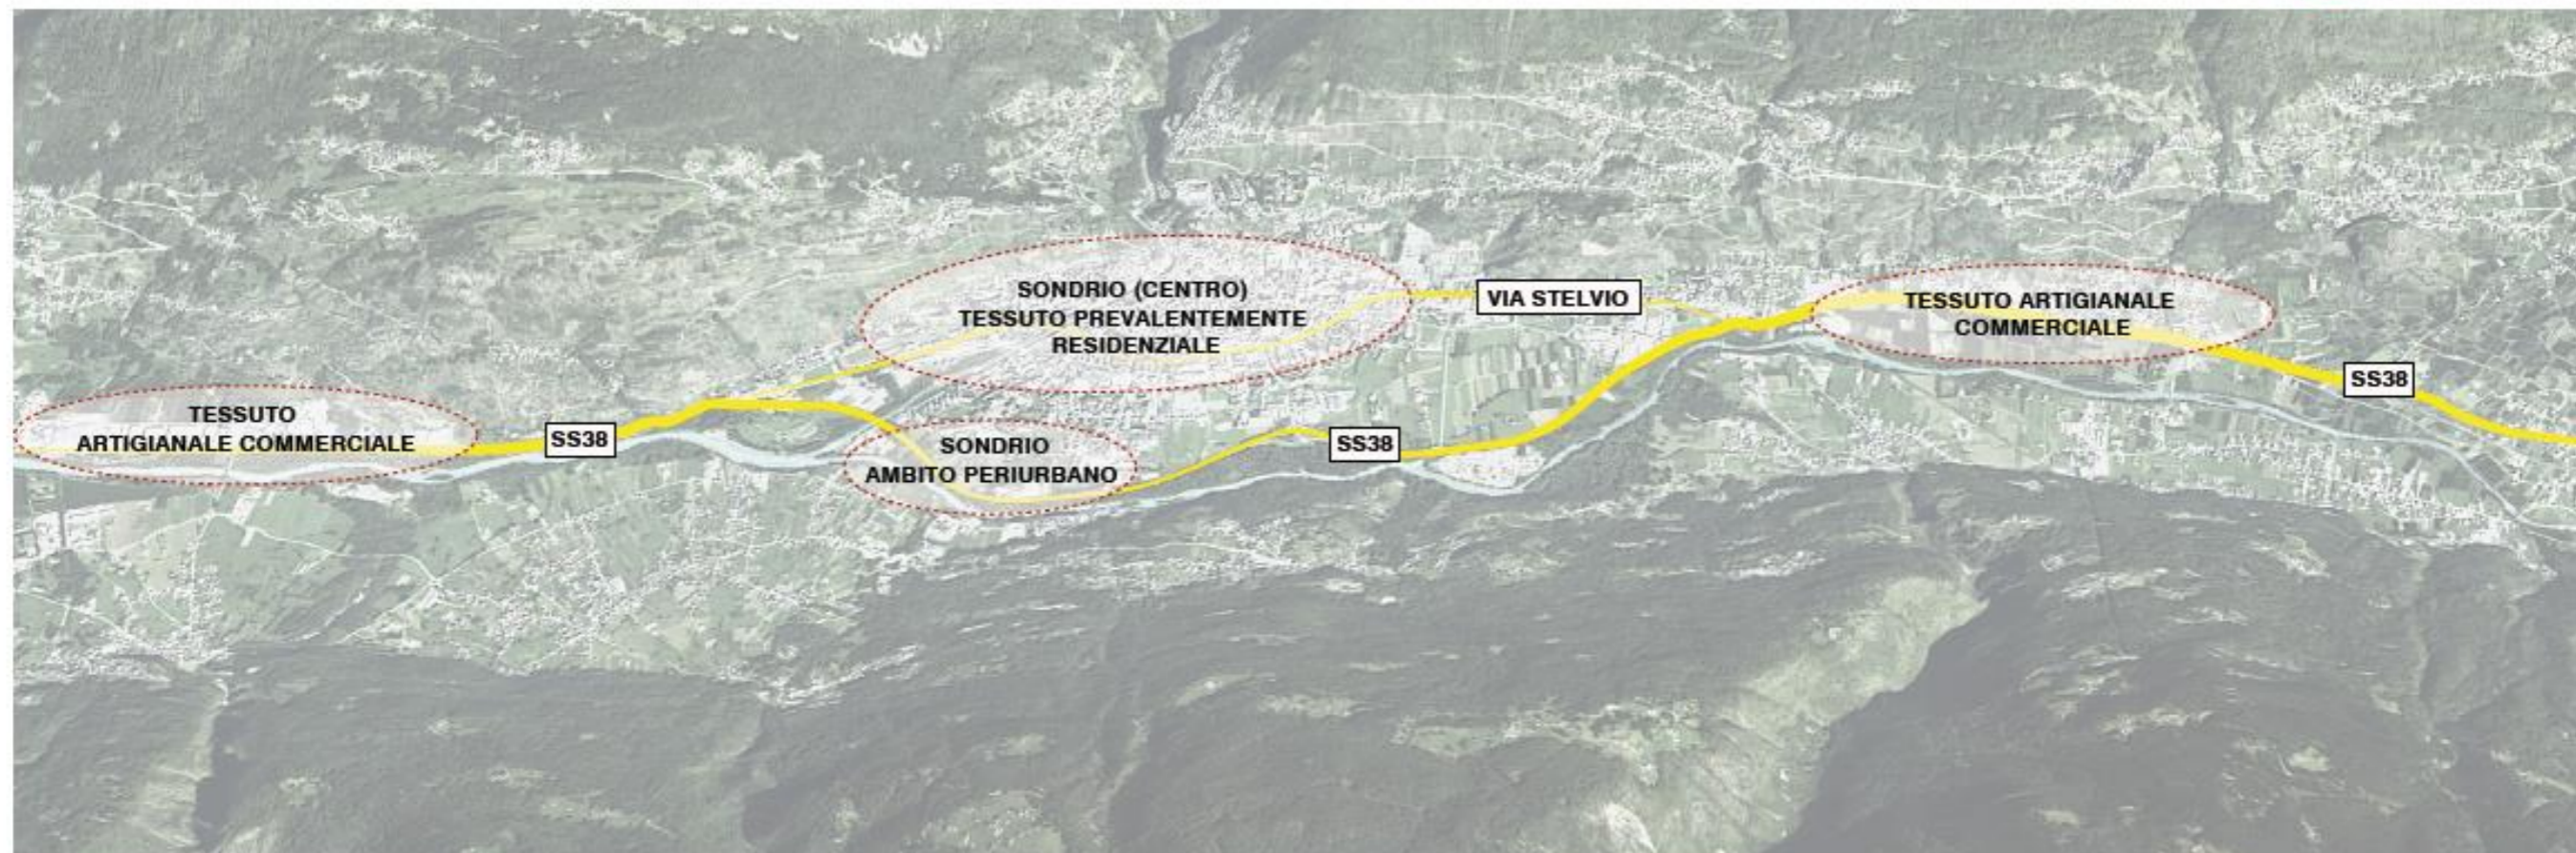 SONDRIO (CENTRO)
TESSUTO PREVALENTEMENTE
RESIDENZIALE
VIA STELVIO
TESSUTO ARTIGIANALE
COMMERCIALE
SS38
TESSUTO
ARTIGIANALE COMMERCIALE
SS38
SONDRIO
AMBITO PERIURBANO
SS38